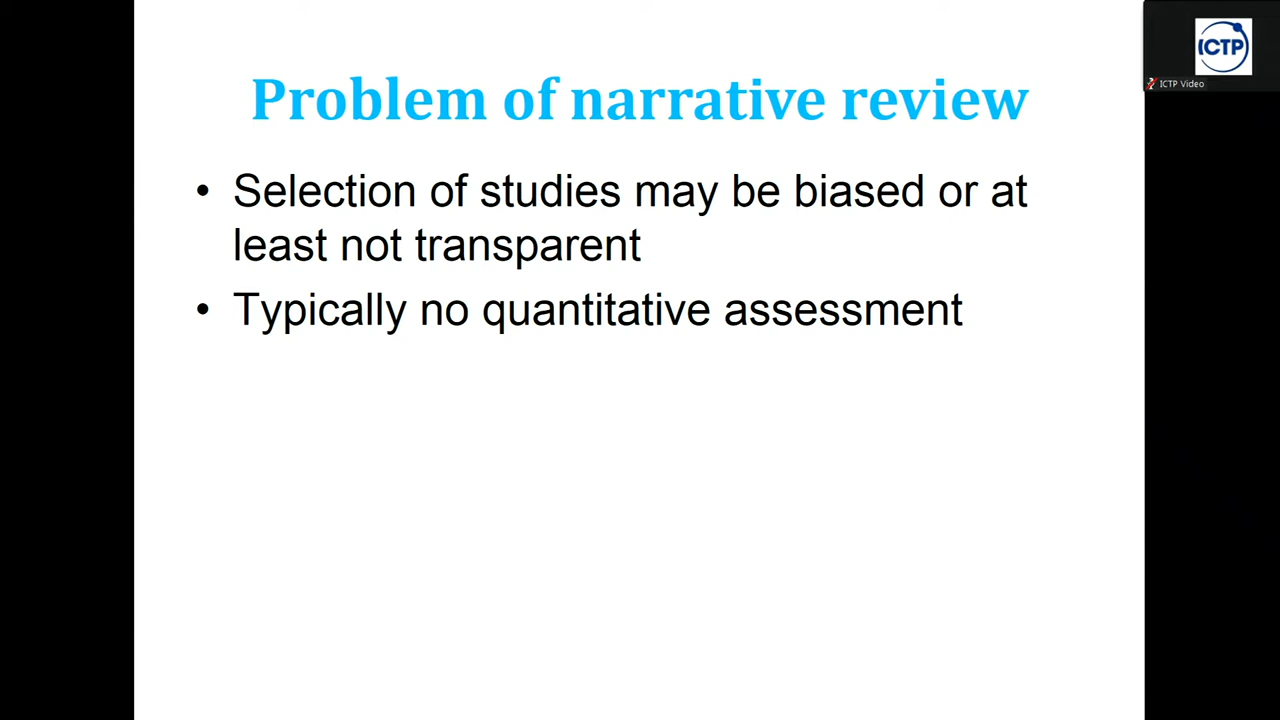 Problem of narrative review
• Selection of studies may be biased or at
least not transparent
• Typically no quantitative assessment
ICTP
ICTP Video